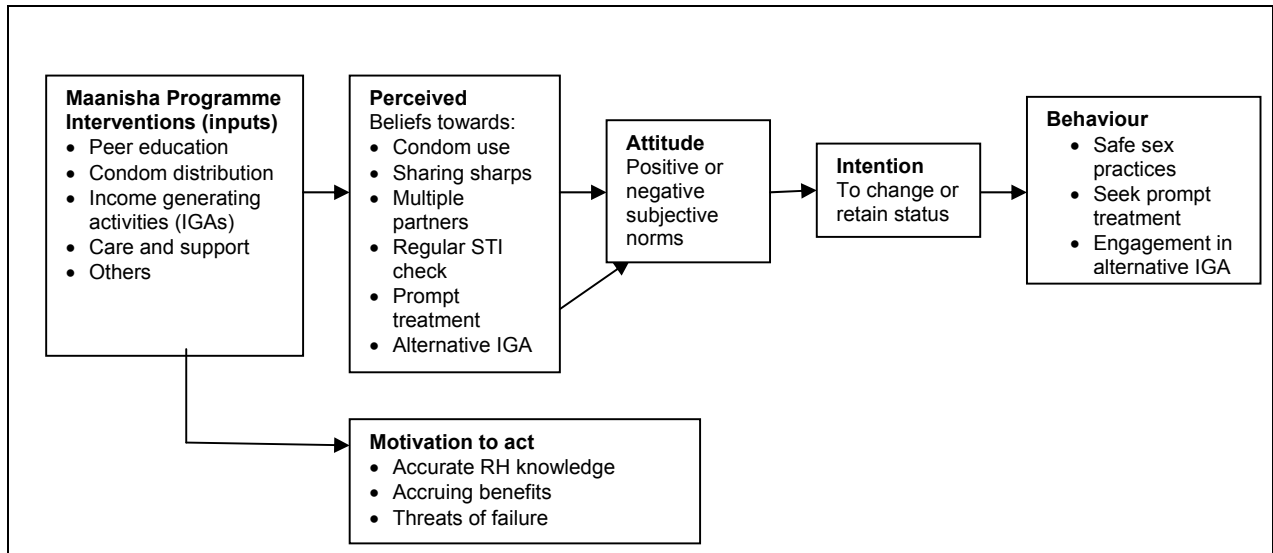 Maanisha Programme
Interventions (inputs)
• Peer education
• Condom distribution
• Income generating
activities (IGAs)
• Care and support
• Others
Perceived
Beliefs towards:
• Condom use
• Sharing sharps
• Multiple
partners
• Regular STI
check
• Prompt
treatment
• Alternative IGA
Attitude
Positive or
negative
subjective
norms
Intention
To change or
retain status
Behaviour
• Safe sex
practices
• Seek prompt
treatment
• Engagement in
alternative IGA
Motivation to act
• Accurate RH knowledge
• Accruing benefits
• Threats of failure